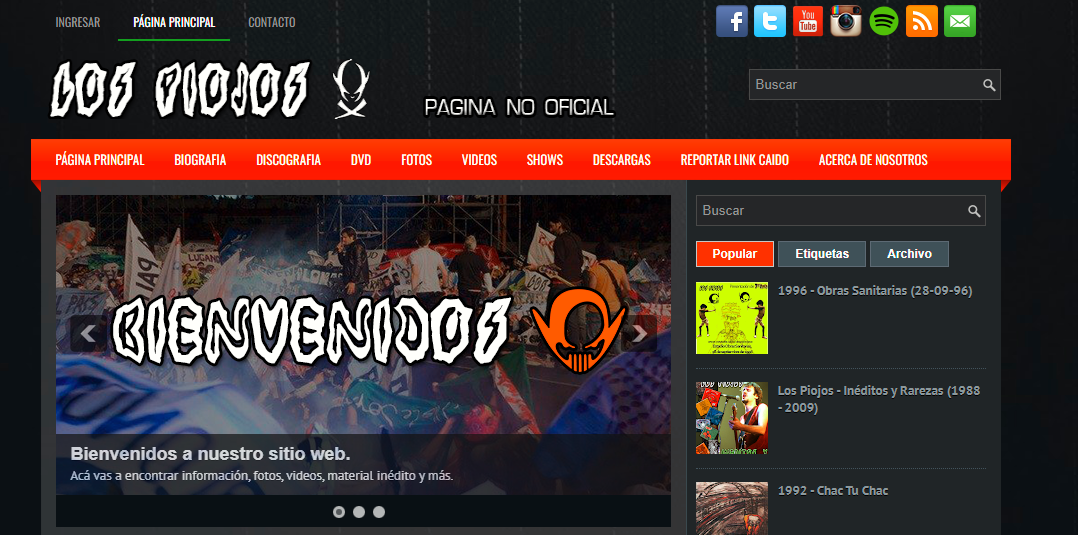 INGRESAR
PÁGINA PRINCIPAL
CONTACTO
You
Tube
LOS PIOJOS
PAGINA NO OFICIAL
Buscar
PÁGINA PRINCIPAL
BIOGRAFIA
DISCOGRAFIA
DVD
FOTOS
VIDEOS
SHOWS
DESCARGAS
REPORTAR LINK CAIDO
ACERCA DE NOSOTROS
BIENVENIDOS
Bienvenidos a nuestro sitio web.
Acá vas a encontrar información, fotos, videos, material inédito y más.
Buscar
Popular
Etiquetas
Archivo
1996 - Obras Sanitarias (28-09-96)
Los Piojos - Inéditos y Rarezas (1988
- 2009)
1992 - Chac Tu Chac